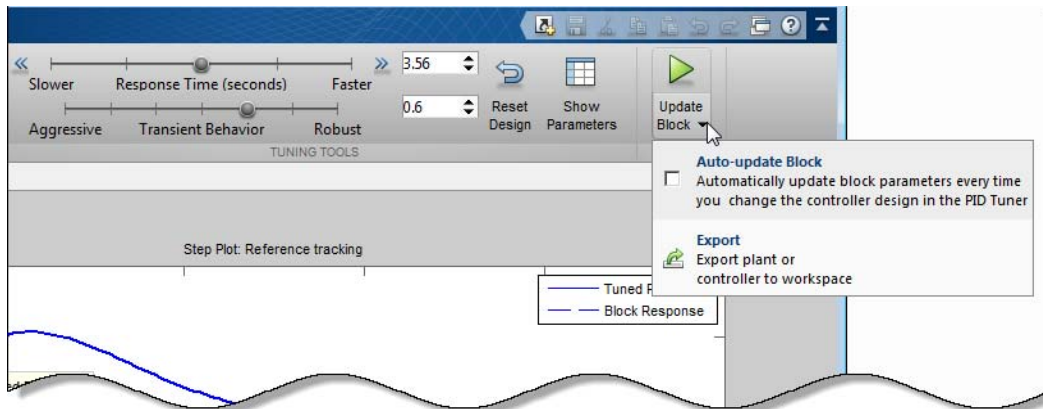 Slower Response Time (seconds) Faster 3.56
Aggressive Transient Behavior Robust 0.6
Reset Design
Show Parameters
Update Block
TUNING TOOLS
Auto-update Block
Automatically update block parameters every time
you change the controller design in the PID Tuner
Export
Export plant or
controller to workspace
Step Plot: Reference tracking
Tuned
Block Response